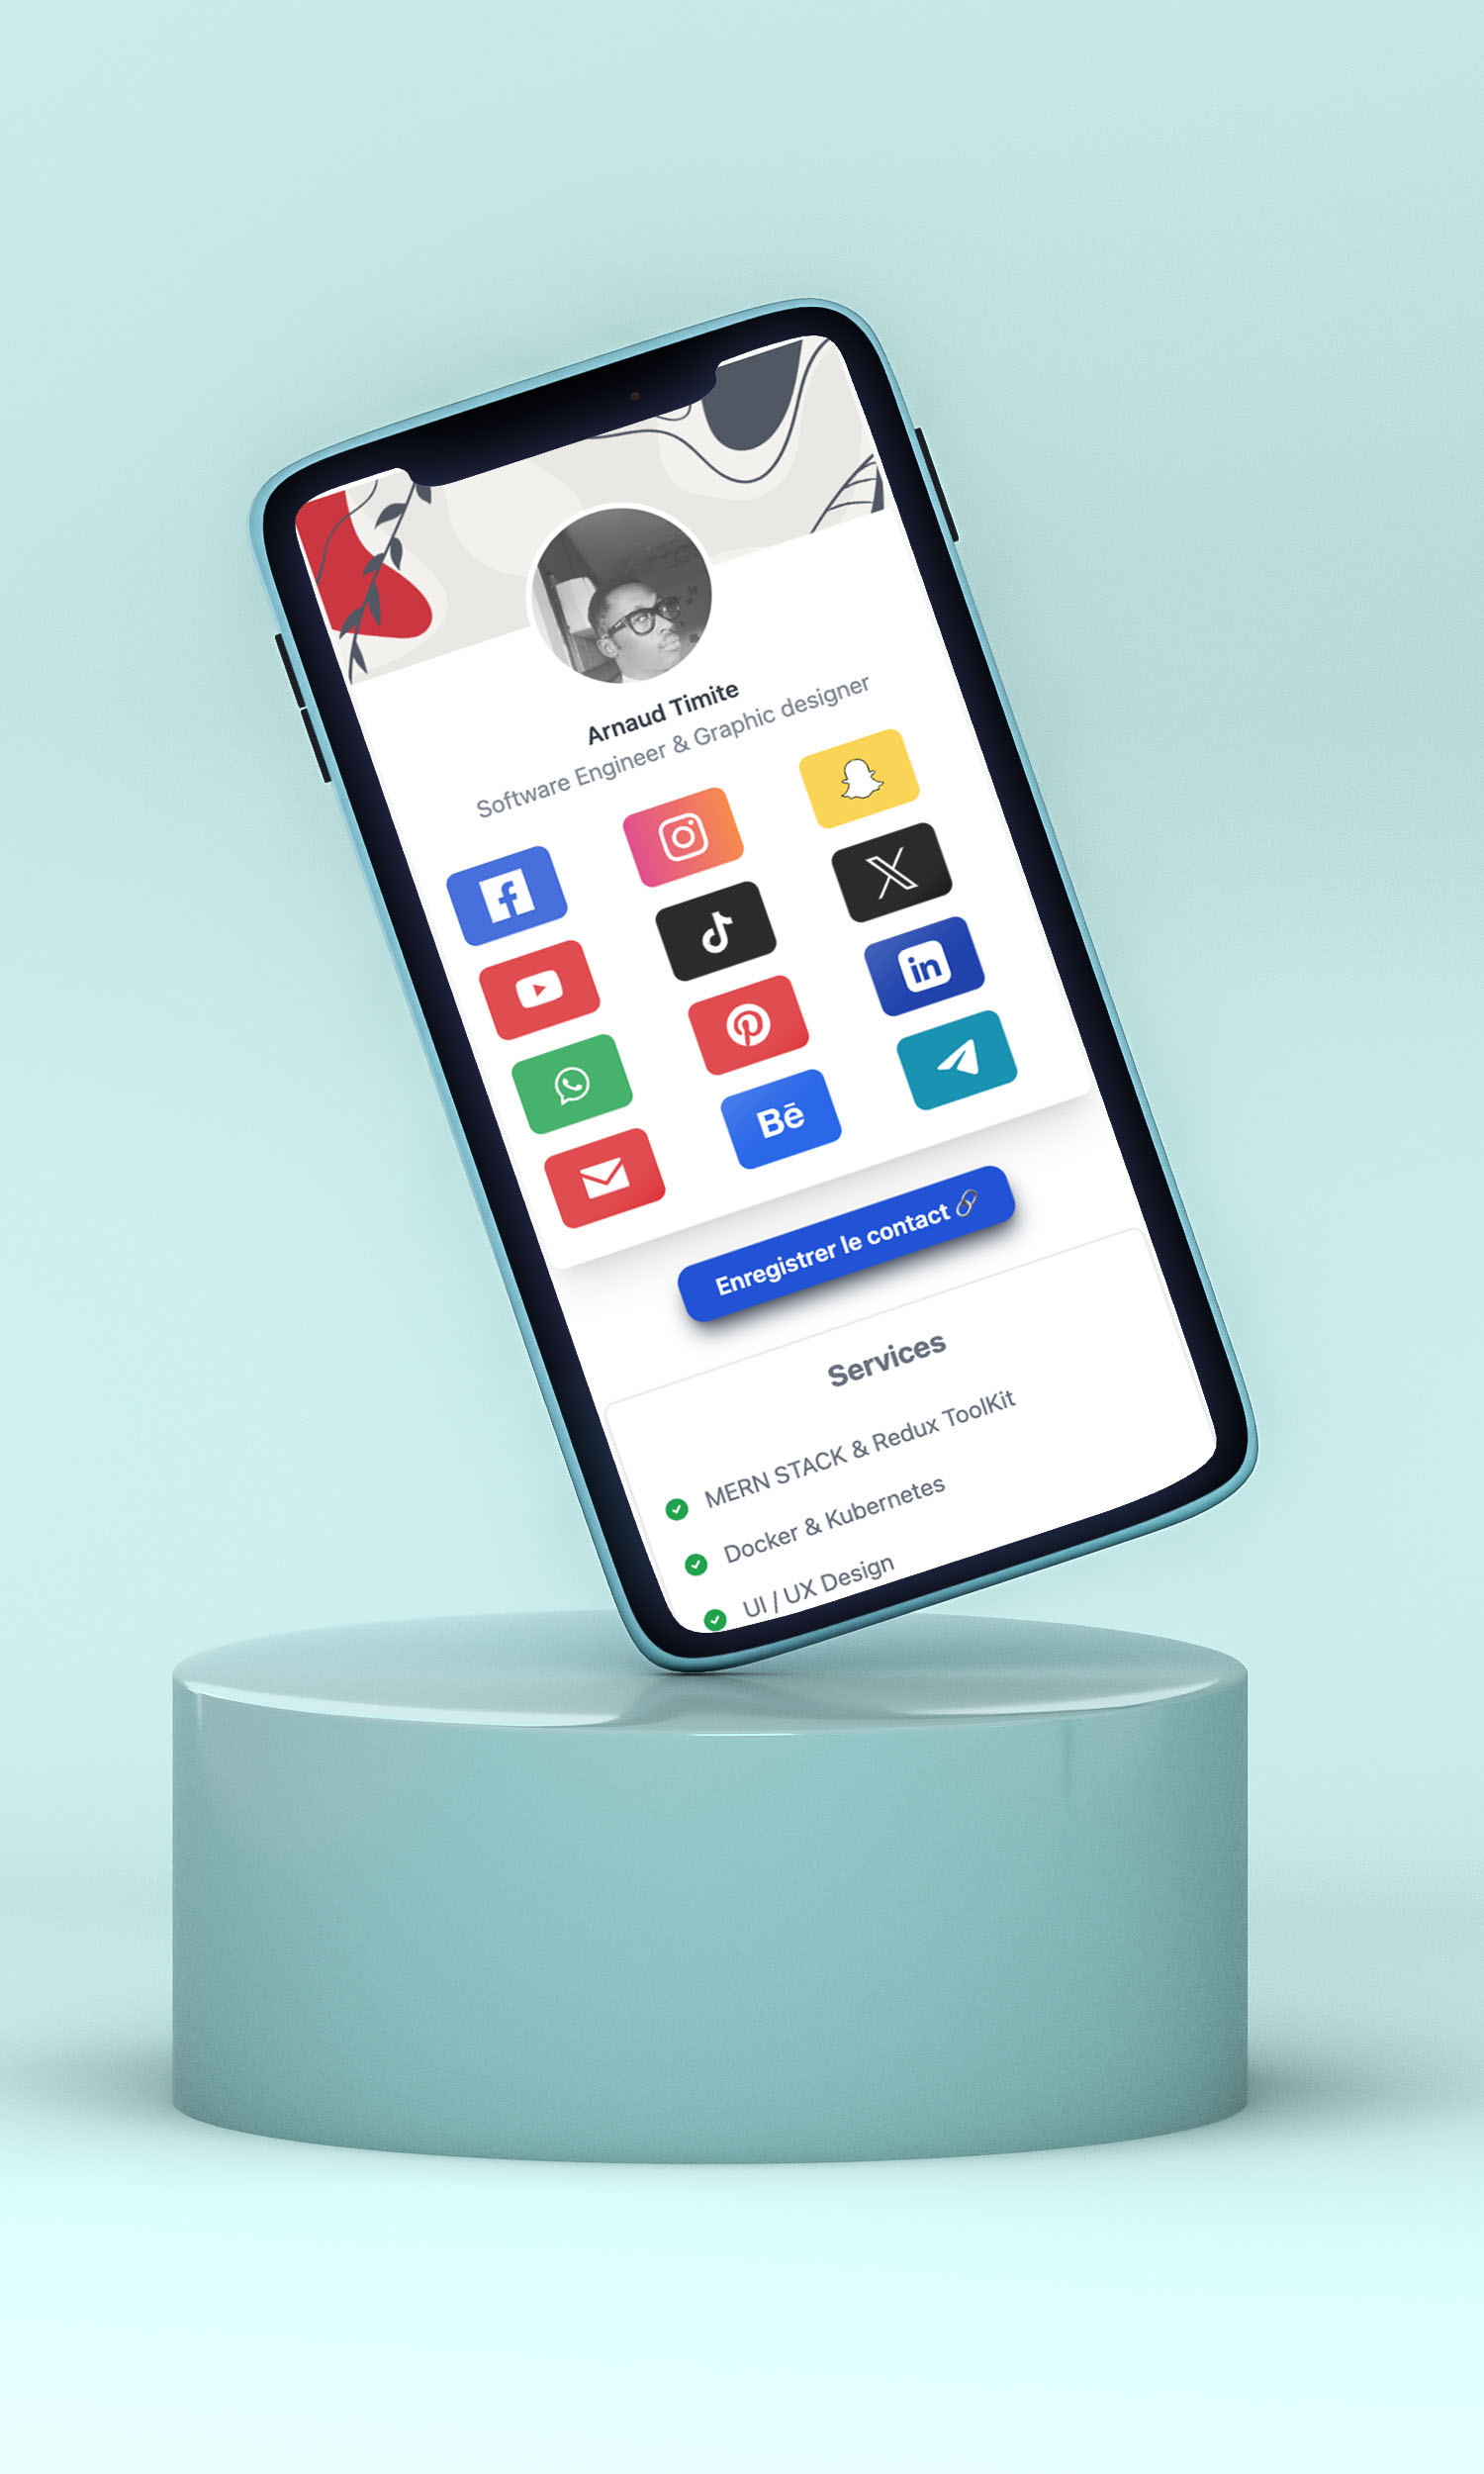 Arnaud Timite
Software Engineer & Graphic designer
in
Bē
Enregistrer le contact
Services
MERN STACK & Redux ToolKit
Docker & Kubernetes
UI / UX Design